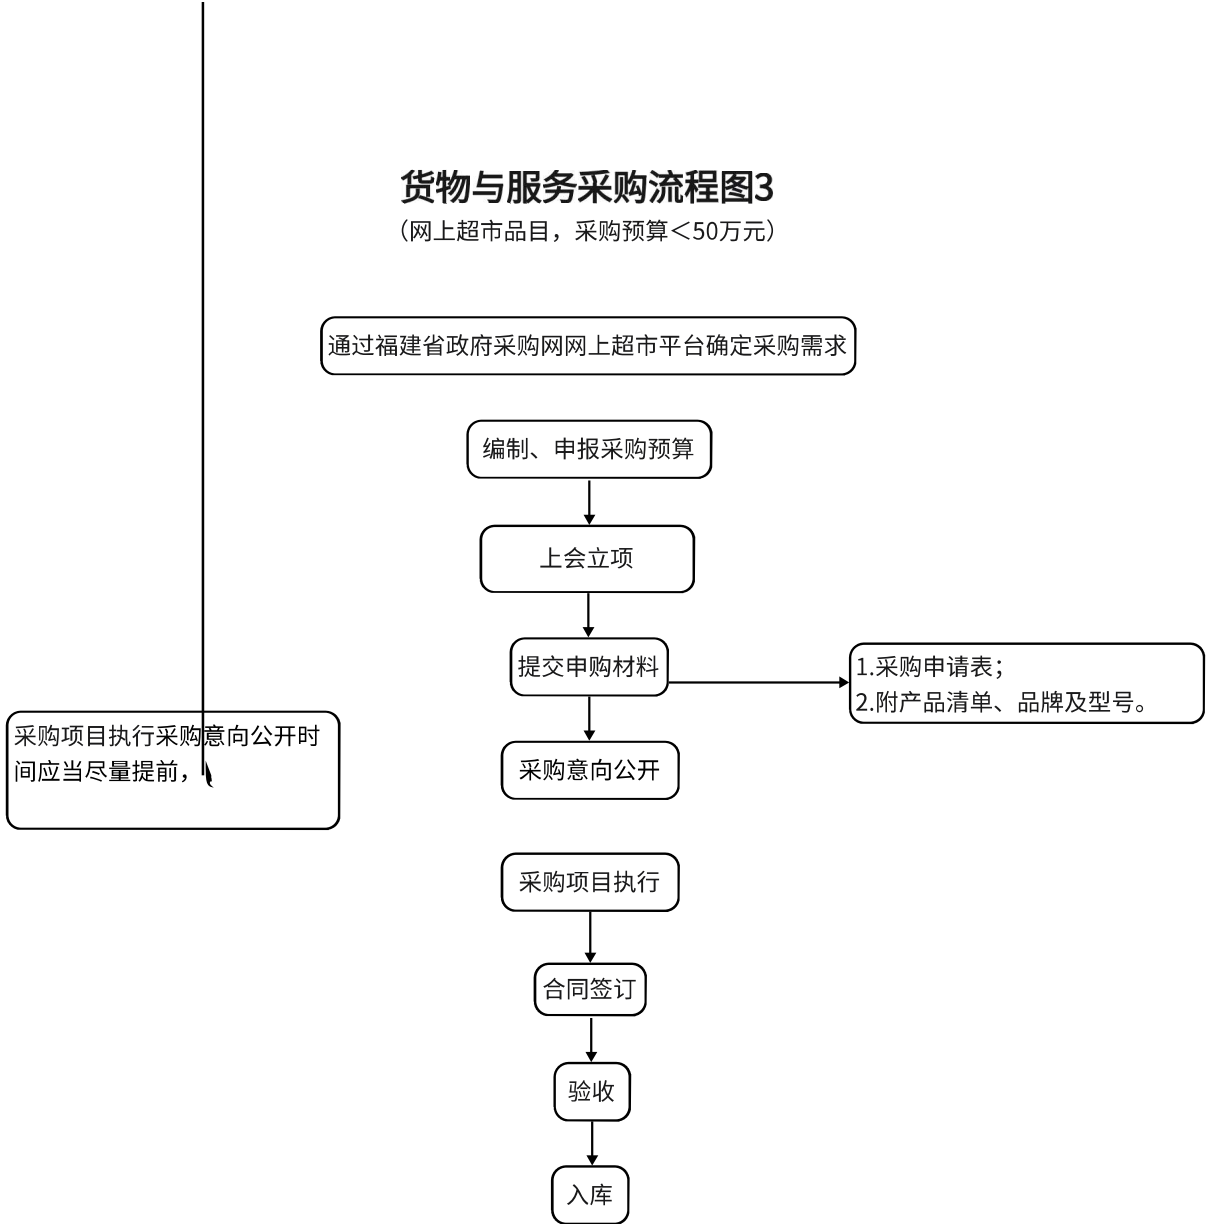 货物与服务采购流程图3
（网上超市品目，采购预算＜50万元）
通过福建省政府采购网网上超市平台确定采购需求
编制、申报采购预算
上会立项
提交申购材料
1.采购申请表；
2.附产品清单、品牌及型号。
采购项目执行采购意向公开时
间应当尽量提前，
采购意向公开
采购项目执行
合同签订
验收
入库